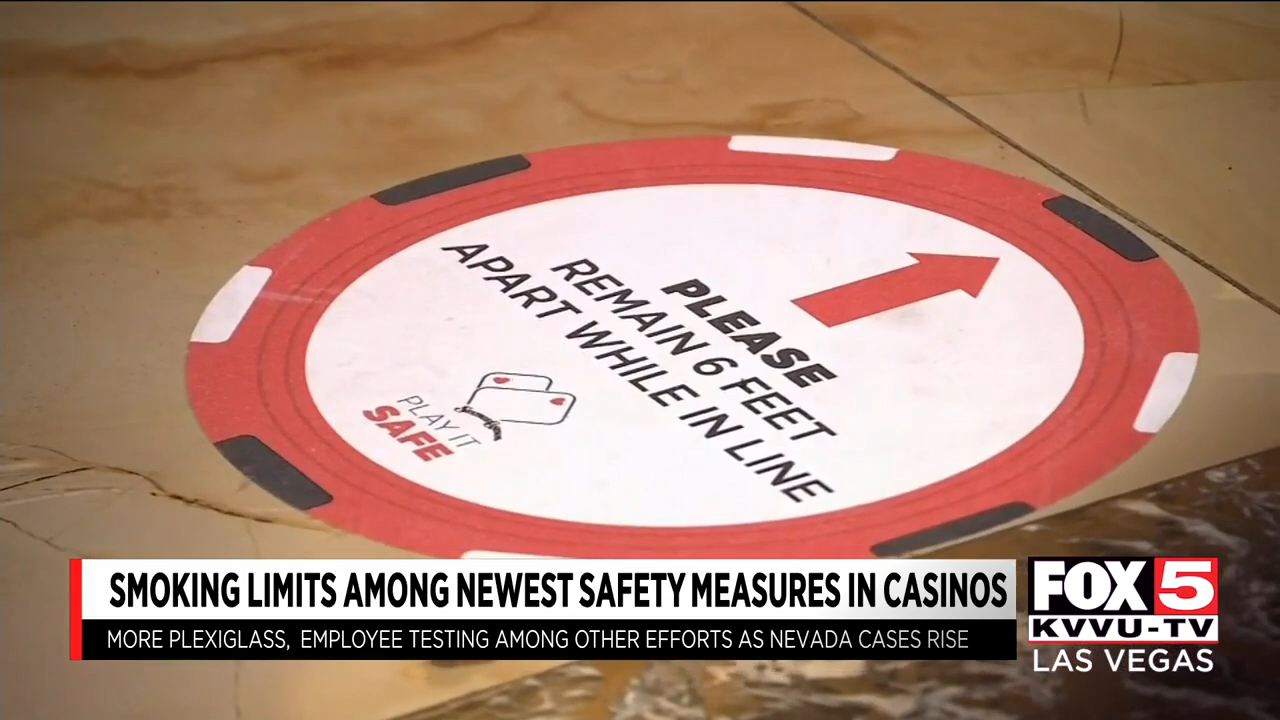 PLEASE
REMAIN 6 FEET
APART WHILE IN LINE
PLAY IT
SAFE
SMOKING LIMITS AMONG NEWEST SAFETY MEASURES IN CASINOS
MORE PLEXIGLASS, EMPLOYEE TESTING AMONG OTHER EFFORTS AS NEVADA CASES RISE
FOX 5
KVVU-TV
LAS VEGAS